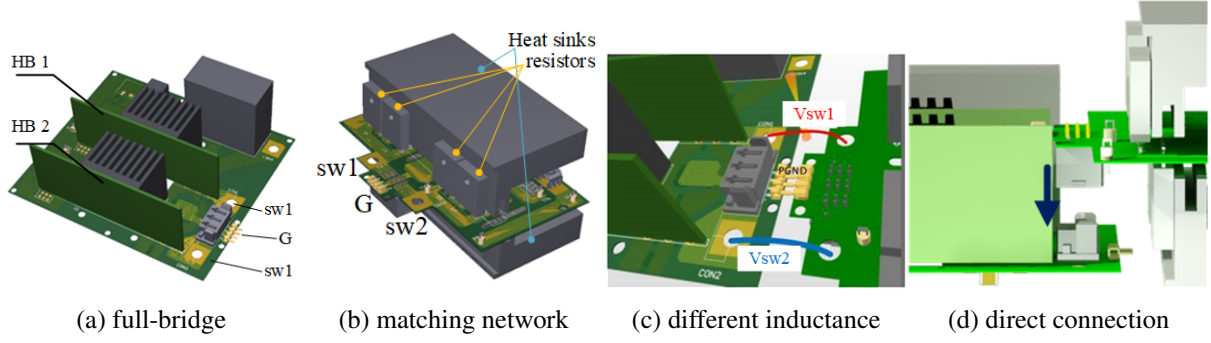 HB 1
HB 2
sw1
G
sw1
Heat sinks
resistors
sw1
G
sw2
Vsw1
PGND
Vsw2
CON2
(a) full-bridge
(b) matching network
(c) different inductance
(d) direct connection